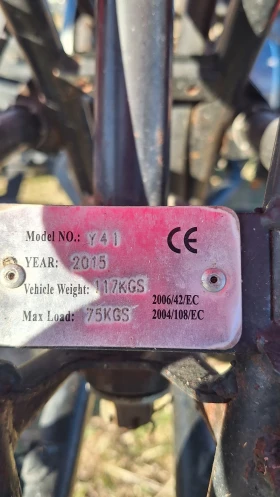 Model NO.: Y41
CE
YEAR: 2015
Vehicle Weight: 117KGS
2006/42/EC
Max Load: 75KGS
2004/108/EC